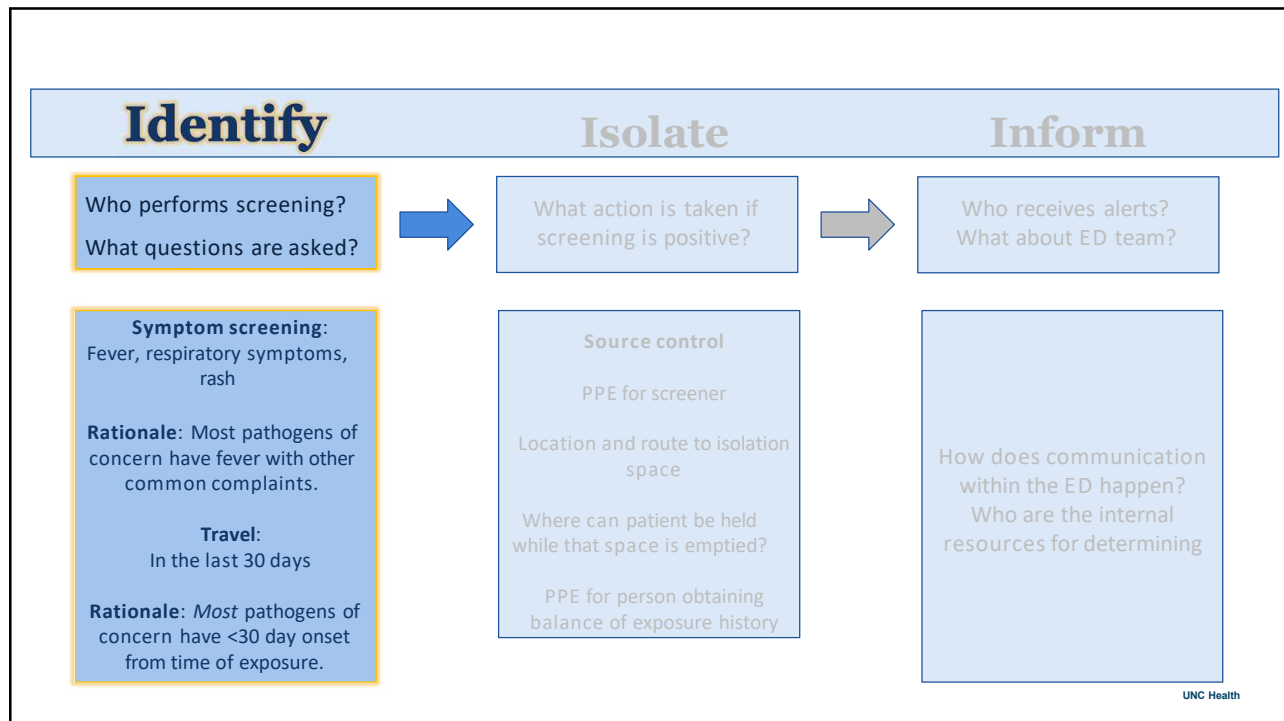 Identify
Isolate
Inform
Who performs screening?
What questions are asked?
What action is taken if
screening is positive?
Who receives alerts?
What about ED team?
Symptom screening:
Fever, respiratory symptoms,
rash
Rationale: Most pathogens of
concern have fever with other
common complaints.
Travel:
In the last 30 days
Rationale: Most pathogens of
concern have <30 day onset
from time of exposure.
Source control
PPE for screener
Location and route to isolation
space
Where can patient be held
while that space is emptied?
PPE for person obtaining
balance of exposure history
How does communication
within the ED happen?
Who are the internal
resources for determining
UNC Health